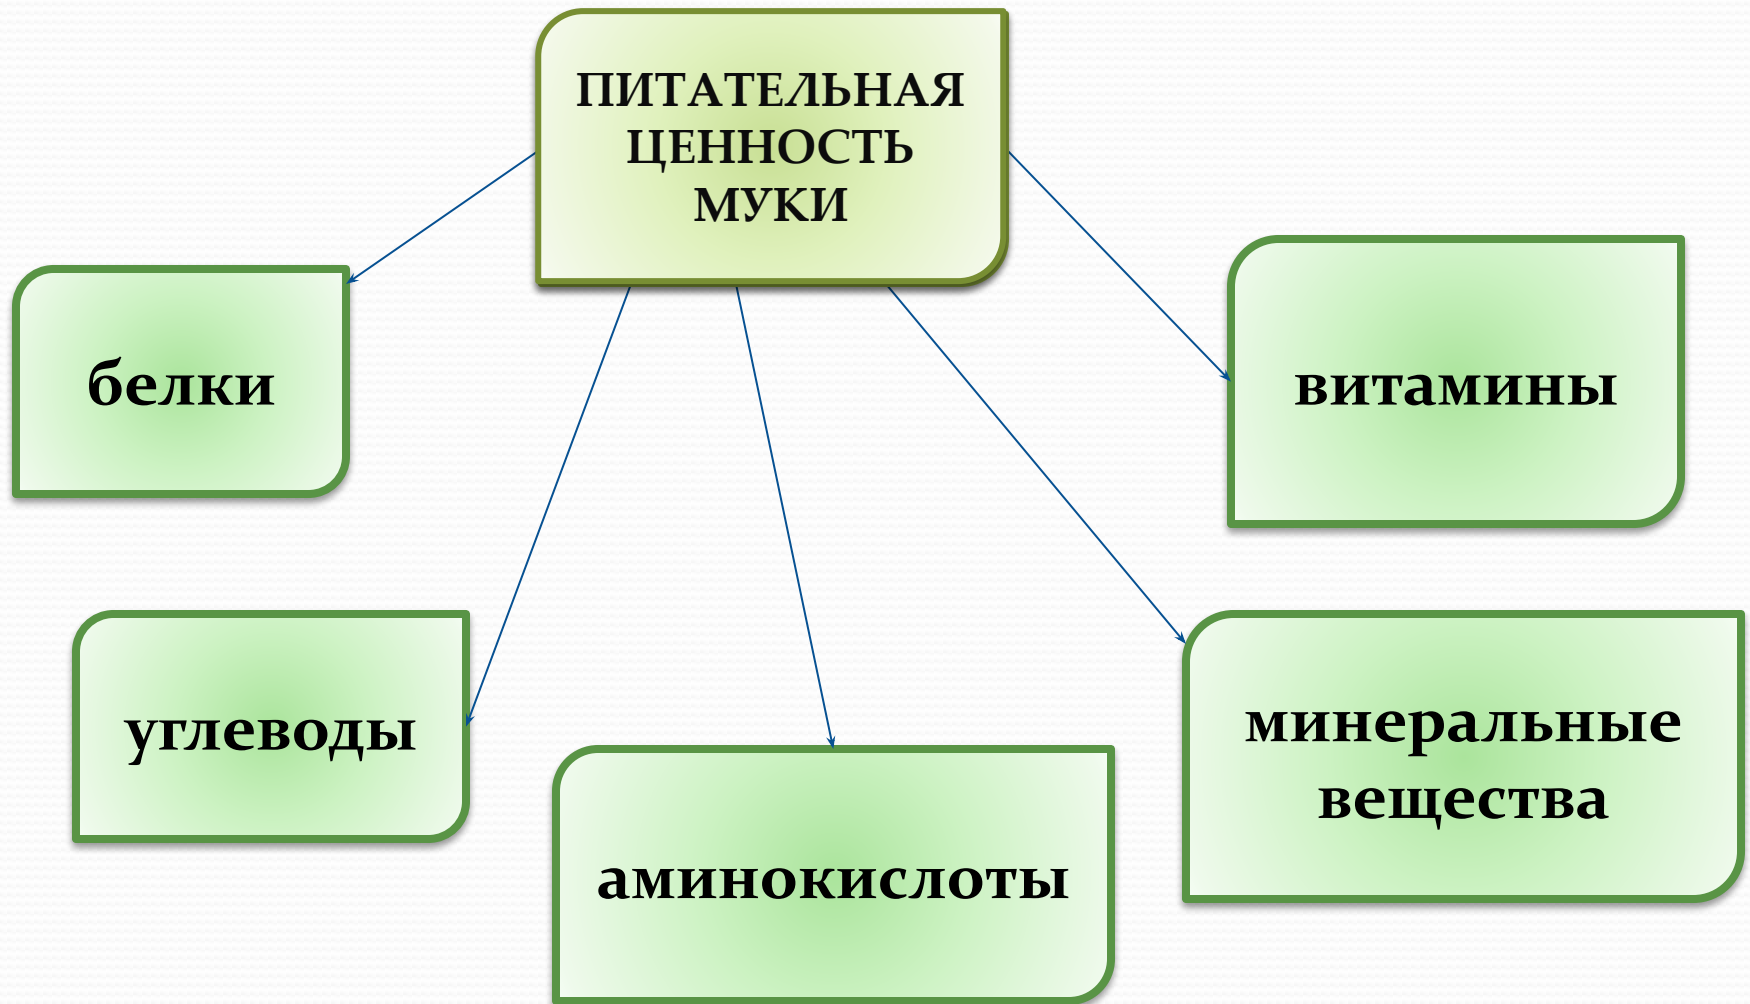 ПИТАТЕЛЬНАЯ
ЦЕННОСТЬ
МУКИ
белки
витамины
углеводы
аминокислоты
минеральные
вещества